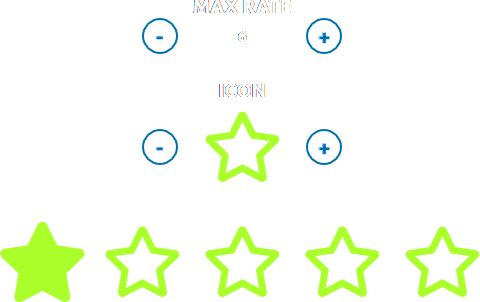 MAX RATE
- 6 +
ICON
- +